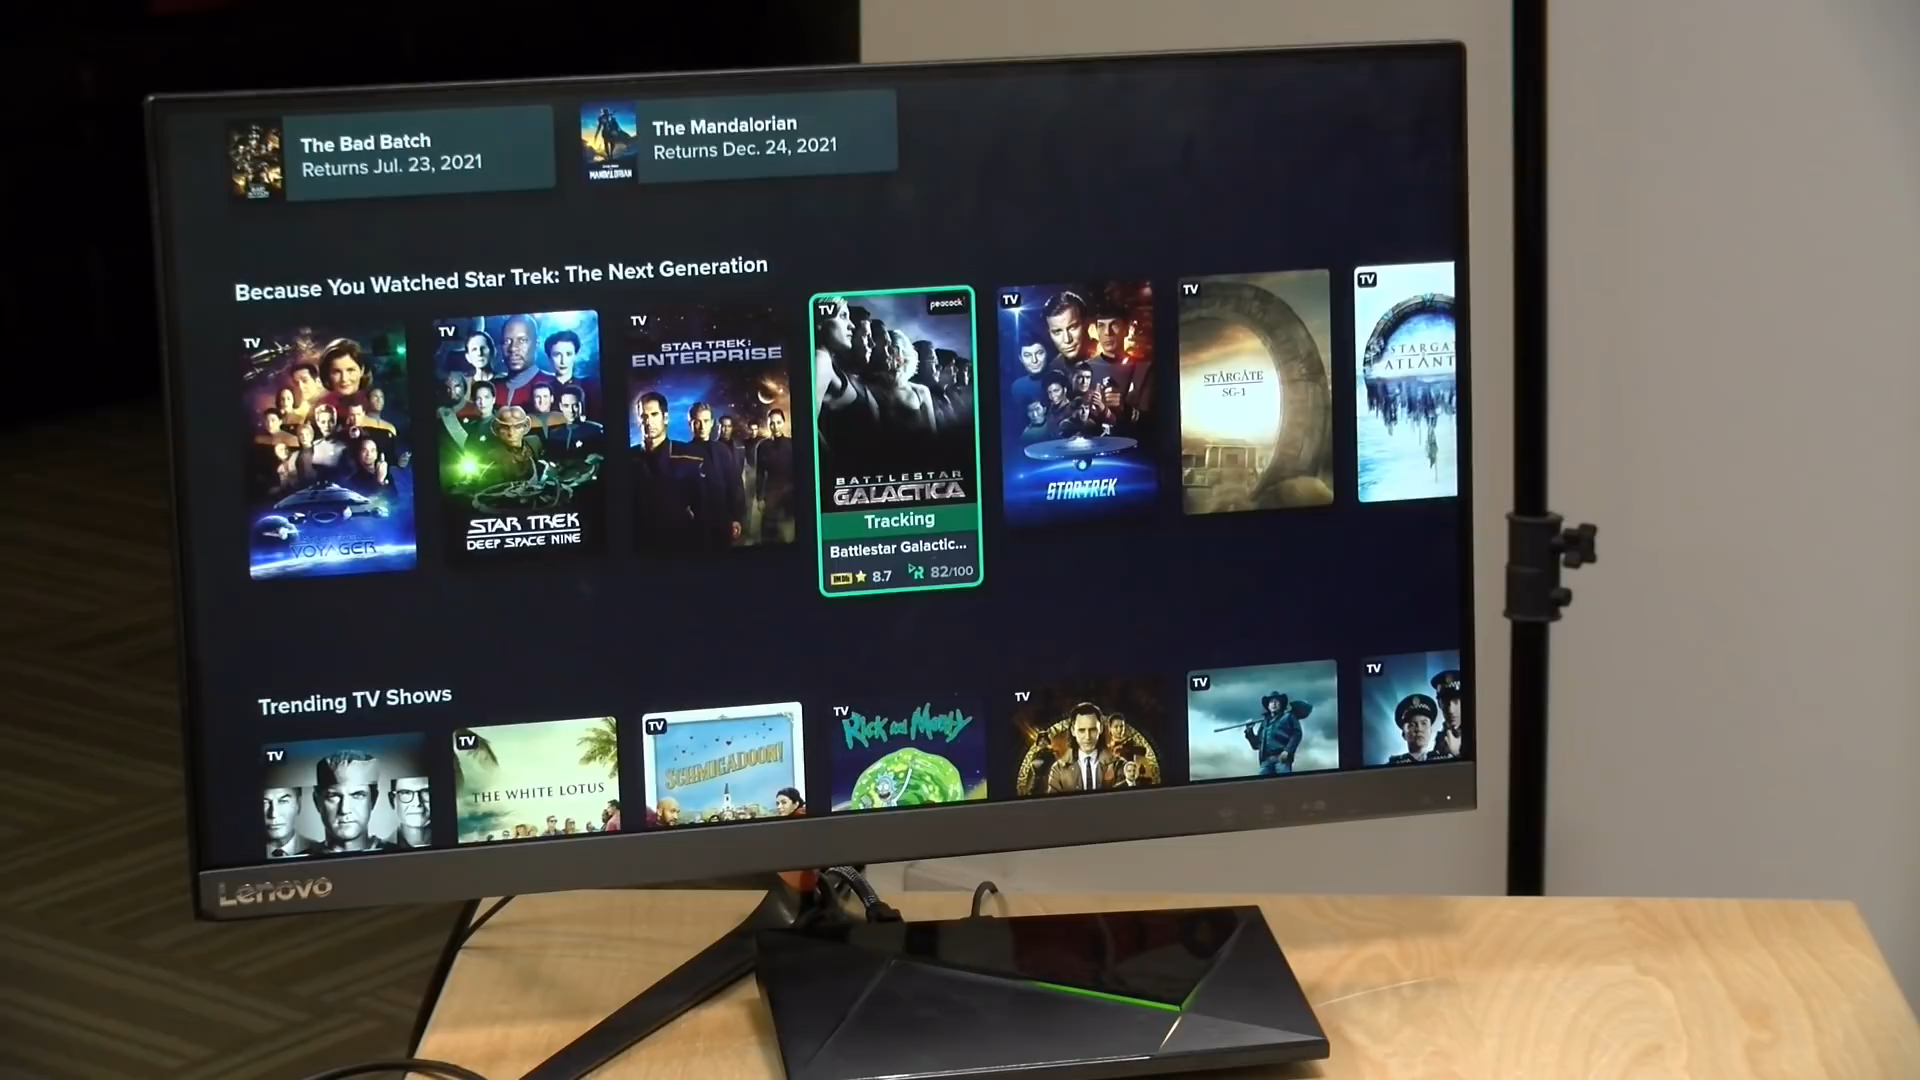 The Bad Batch
Returns Jul. 23, 2021
The Mandalorian
Returns Dec. 24, 2021
MANDALORIAN
Because You Watched Star Trek: The Next Generation
TV
VOYAGER
TV
STAR TREK
DEEP SPACE NINE
TV
STAR TREK:
ENTERPRISE
TV
peacock
BATTLESTAR
GALACTICA
Tracking
Battlestar Galactic...
IMDb 8.7
82/100
TV
STAR TREK
TV
STARGATE
SG-1
TV
STARGA
ATLANT
Trending TV Shows
TV
TV
THE WHITE LOTUS
TV
SCHMIGADOON!
TV
Rick and Morty
TV
TV
TV
Lenovo